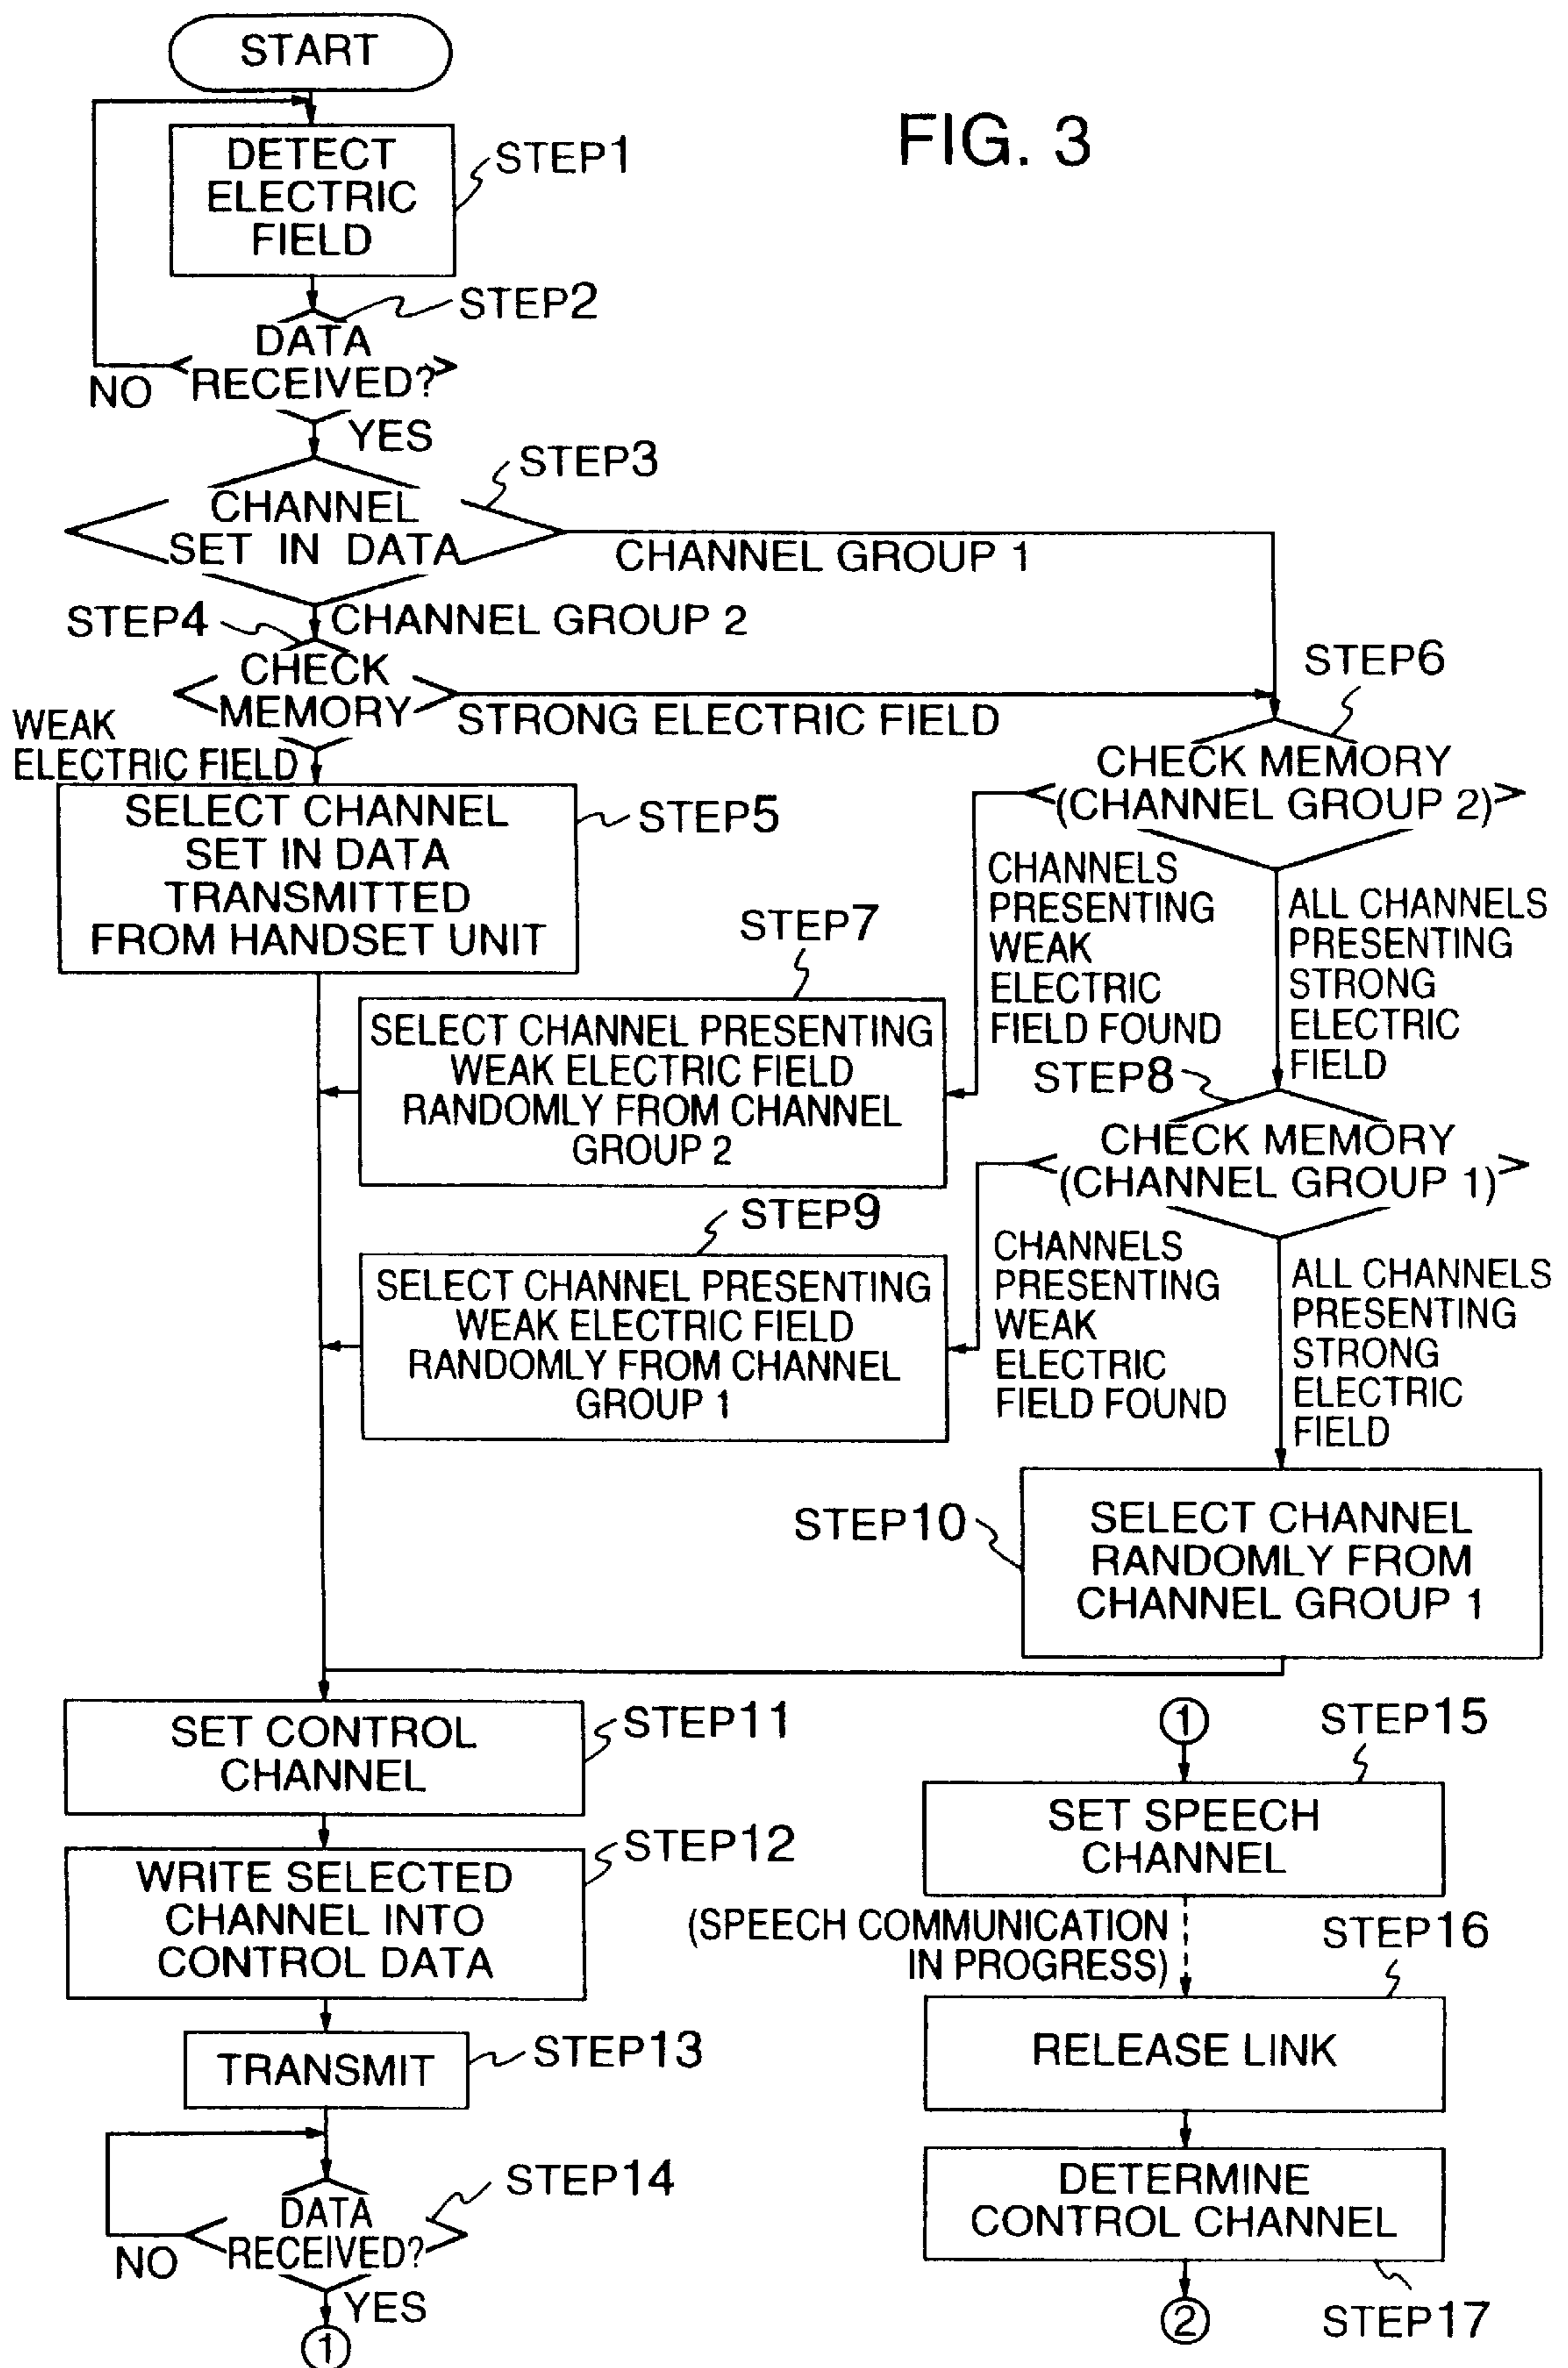 START
FIG. 3
DETECT
ELECTRIC
FIELD
STEP1
STEP2
DATA
RECEIVED?
NO
YES
STEP3
CHANNEL
SET IN DATA
CHANNEL GROUP 1
STEP4
CHANNEL GROUP 2
CHECK
MEMORY
STRONG ELECTRIC FIELD
WEAK
ELECTRIC FIELD
STEP6
CHECK MEMORY
(CHANNEL GROUP 2)
SELECT CHANNEL
SET IN DATA
TRANSMITTED
FROM HANDSET UNIT
STEP5
CHANNELS
PRESENTING
WEAK
ELECTRIC
FIELD FOUND
ALL CHANNELS
PRESENTING
STRONG
ELECTRIC
FIELD
STEP7
SELECT CHANNEL PRESENTING
WEAK ELECTRIC FIELD
RANDOMLY FROM CHANNEL
GROUP 2
STEP8
CHECK MEMORY
(CHANNEL GROUP 1)
STEP9
SELECT CHANNEL PRESENTING
WEAK ELECTRIC FIELD
RANDOMLY FROM CHANNEL
GROUP 1
CHANNELS
PRESENTING
WEAK
ELECTRIC
FIELD FOUND
ALL CHANNELS
PRESENTING
STRONG
ELECTRIC
FIELD
STEP10
SELECT CHANNEL
RANDOMLY FROM
CHANNEL GROUP 1
SET CONTROL
CHANNEL
STEP11
WRITE SELECTED
CHANNEL INTO
CONTROL DATA
STEP12
TRANSMIT
STEP13
STEP14
DATA
RECEIVED?
NO
YES
1
1
STEP15
SET SPEECH
CHANNEL
(SPEECH COMMUNICATION
IN PROGRESS)
STEP16
RELEASE LINK
DETERMINE
CONTROL CHANNEL
2
STEP17